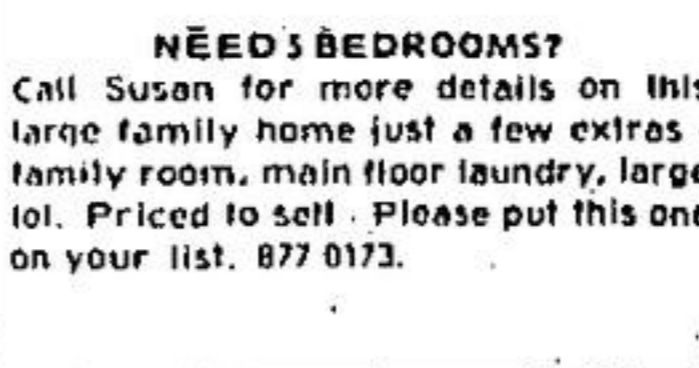 NEED 5 BEDROOMS?
Call Susan for more details on this
large family home just a few extras
family room, main floor laundry, large
lot. Priced to sell. Please put this one
on your list. 877 0173.